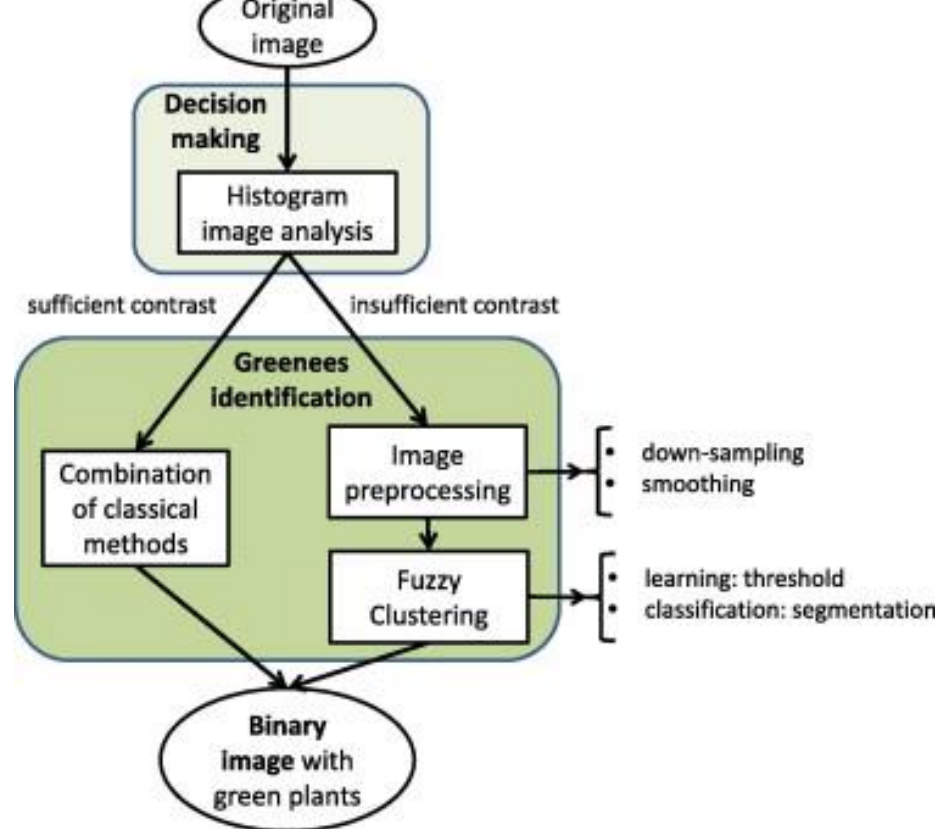 Original
image
Decision
making
Histogram
image analysis
sufficient contrast
insufficient contrast
Greenees
identification
Combination
of classical
methods
Image
preprocessing
• down-sampling
• smoothing
Fuzzy
Clustering
• learning: threshold
• classification: segmentation
Binary
image with
green plants